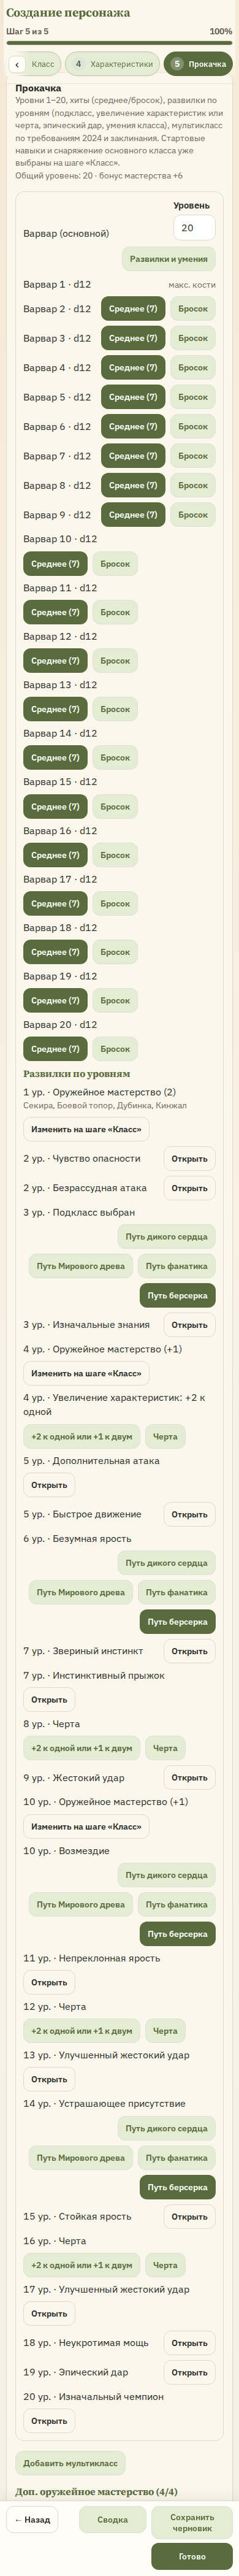 Создание персонажа
Шаг 5 из 5
100%
‹
Класс
4
Характеристики
5
Прокачка
Прокачка
Уровни 1–20, хиты (среднее/бросок), развилки по
уровням (подкласс, увеличение характеристик или
черта, эпический дар, умения класса), мультикласс
по требованиям 2024 и заклинания. Стартовые
навыки и снаряжение основного класса уже
выбраны на шаге «Класс».
Общий уровень: 20 · бонус мастерства +6
Варвар (основной)
Уровень
20
Развилки и умения
Варвар 1 · d12
макс. кости
Варвар 2 · d12
Среднее (7)
Бросок
Варвар 3 · d12
Среднее (7)
Бросок
Варвар 4 · d12
Среднее (7)
Бросок
Варвар 5 · d12
Среднее (7)
Бросок
Варвар 6 · d12
Среднее (7)
Бросок
Варвар 7 · d12
Среднее (7)
Бросок
Варвар 8 · d12
Среднее (7)
Бросок
Варвар 9 · d12
Среднее (7)
Бросок
Варвар 10 · d12
Среднее (7)
Бросок
Варвар 11 · d12
Среднее (7)
Бросок
Варвар 12 · d12
Среднее (7)
Бросок
Варвар 13 · d12
Среднее (7)
Бросок
Варвар 14 · d12
Среднее (7)
Бросок
Варвар 15 · d12
Среднее (7)
Бросок
Варвар 16 · d12
Среднее (7)
Бросок
Варвар 17 · d12
Среднее (7)
Бросок
Варвар 18 · d12
Среднее (7)
Бросок
Варвар 19 · d12
Среднее (7)
Бросок
Варвар 20 · d12
Среднее (7)
Бросок
Развилки по уровням
1 ур. · Оружейное мастерство (2)
Секира, Боевой топор, Дубинка, Кинжал
Изменить на шаге «Класс»
2 ур. · Чувство опасности
Открыть
2 ур. · Безрассудная атака
Открыть
3 ур. · Подкласс выбран
Путь дикого сердца
Путь Мирового древа
Путь фанатика
Путь берсерка
3 ур. · Изначальные знания
Открыть
4 ур. · Оружейное мастерство (+1)
Изменить на шаге «Класс»
4 ур. · Увеличение характеристик: +2 к
одной
+2 к одной или +1 к двум
Черта
5 ур. · Дополнительная атака
Открыть
5 ур. · Быстрое движение
Открыть
6 ур. · Безумная ярость
Путь дикого сердца
Путь Мирового древа
Путь фанатика
Путь берсерка
7 ур. · Звериный инстинкт
Открыть
7 ур. · Инстинктивный прыжок
Открыть
8 ур. · Черта
+2 к одной или +1 к двум
Черта
9 ур. · Жестокий удар
Открыть
10 ур. · Оружейное мастерство (+1)
Изменить на шаге «Класс»
10 ур. · Возмездие
Путь дикого сердца
Путь Мирового древа
Путь фанатика
Путь берсерка
11 ур. · Непреклонная ярость
Открыть
12 ур. · Черта
+2 к одной или +1 к двум
Черта
13 ур. · Улучшенный жестокий удар
Открыть
14 ур. · Устрашающее присутствие
Путь дикого сердца
Путь Мирового древа
Путь фанатика
Путь берсерка
15 ур. · Стойкая ярость
Открыть
16 ур. · Черта
+2 к одной или +1 к двум
Черта
17 ур. · Улучшенный жестокий удар
Открыть
18 ур. · Неукротимая мощь
Открыть
19 ур. · Эпический дар
Открыть
20 ур. · Изначальный чемпион
Открыть
Добавить мультикласс
Доп. оружейное мастерство (4/4)
← Назад
Сводка
Сохранить
черновик
Готово